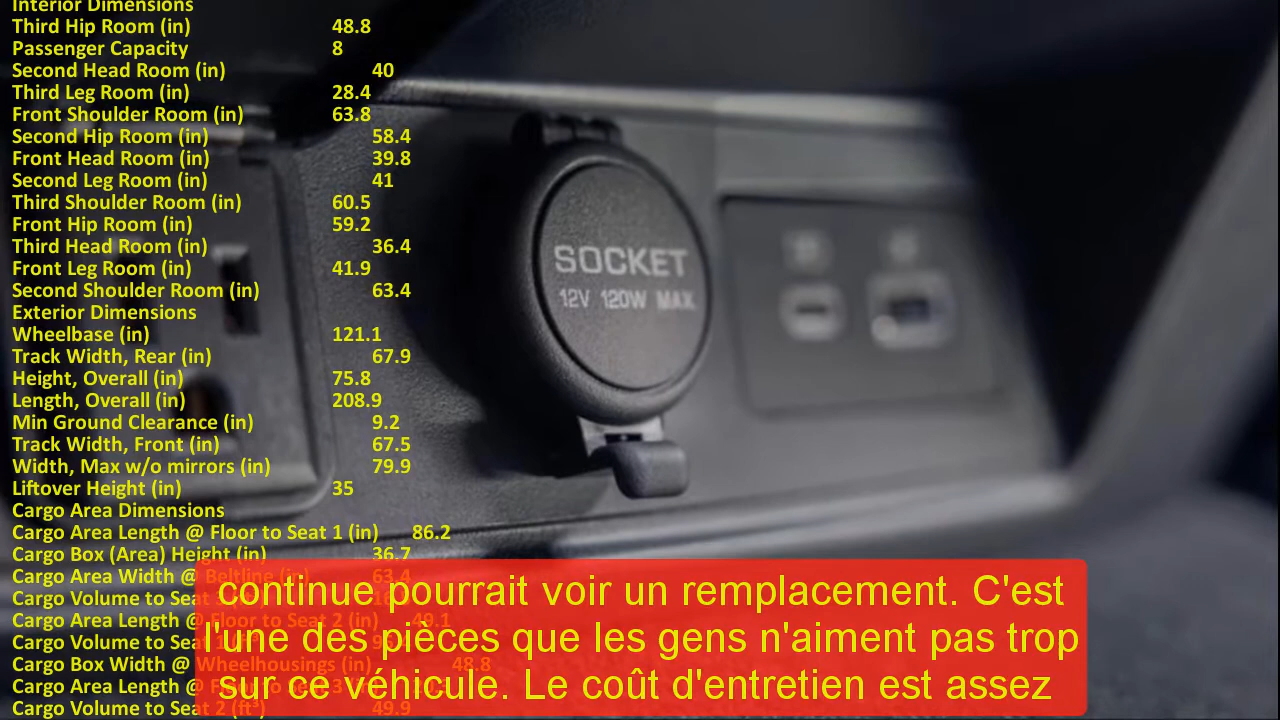 Interior Dimensions
Third Hip Room (in) 48.8
Passenger Capacity 8
Second Head Room (in) 40
Third Leg Room (in) 28.4
Front Shoulder Room (in) 63.8
Second Hip Room (in) 58.4
Front Head Room (in) 39.8
Second Leg Room (in) 41
Third Shoulder Room (in) 60.5
Front Hip Room (in) 59.2
Third Head Room (in) 36.4
Front Leg Room (in) 41.9
Second Shoulder Room (in) 63.4
Exterior Dimensions
Wheelbase (in) 121.1
Track Width, Rear (in) 67.9
Height, Overall (in) 75.8
Length, Overall (in) 208.9
Min Ground Clearance (in) 9.2
Track Width, Front (in) 67.5
Width, Max w/o mirrors (in) 79.9
Liftover Height (in) 35
Cargo Area Dimensions
Cargo Area Length @ Floor to Seat 1 (in) 86.2
Cargo Box (Area) Height (in) 36.7
Cargo Area Width @ Beltline (in) 63.4
Cargo Volume to Seat
Cargo Area Length @ Floor to Seat 2 (in) 49.1
Cargo Volume to Seat 1
Cargo Box Width @ Wheelhousings (in) 48.8
Cargo Area Length @
Cargo Volume to Seat 2 (ft³) 49.9
SOCKET
12V 120W MAX
continue pourrait voir un remplacement. C'est
l'une des pièces que les gens n'aiment pas trop
sur ce véhicule. Le coût d'entretien est assez